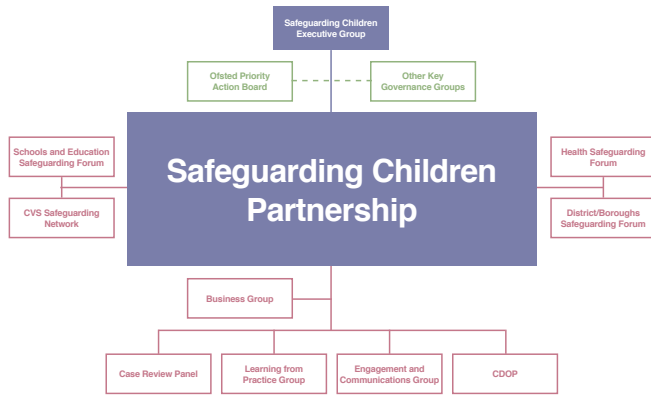 Safeguarding Children
Executive Group
Ofsted Priority
Action Board
Other Key
Governance Groups
Safeguarding Children
Partnership
Schools and Education
Safeguarding Forum
CVS Safeguarding
Network
Health Safeguarding
Forum
District/Boroughs
Safeguarding Forum
Business Group
Case Review Panel
Learning from
Practice Group
Engagement and
Communications Group
CDOP